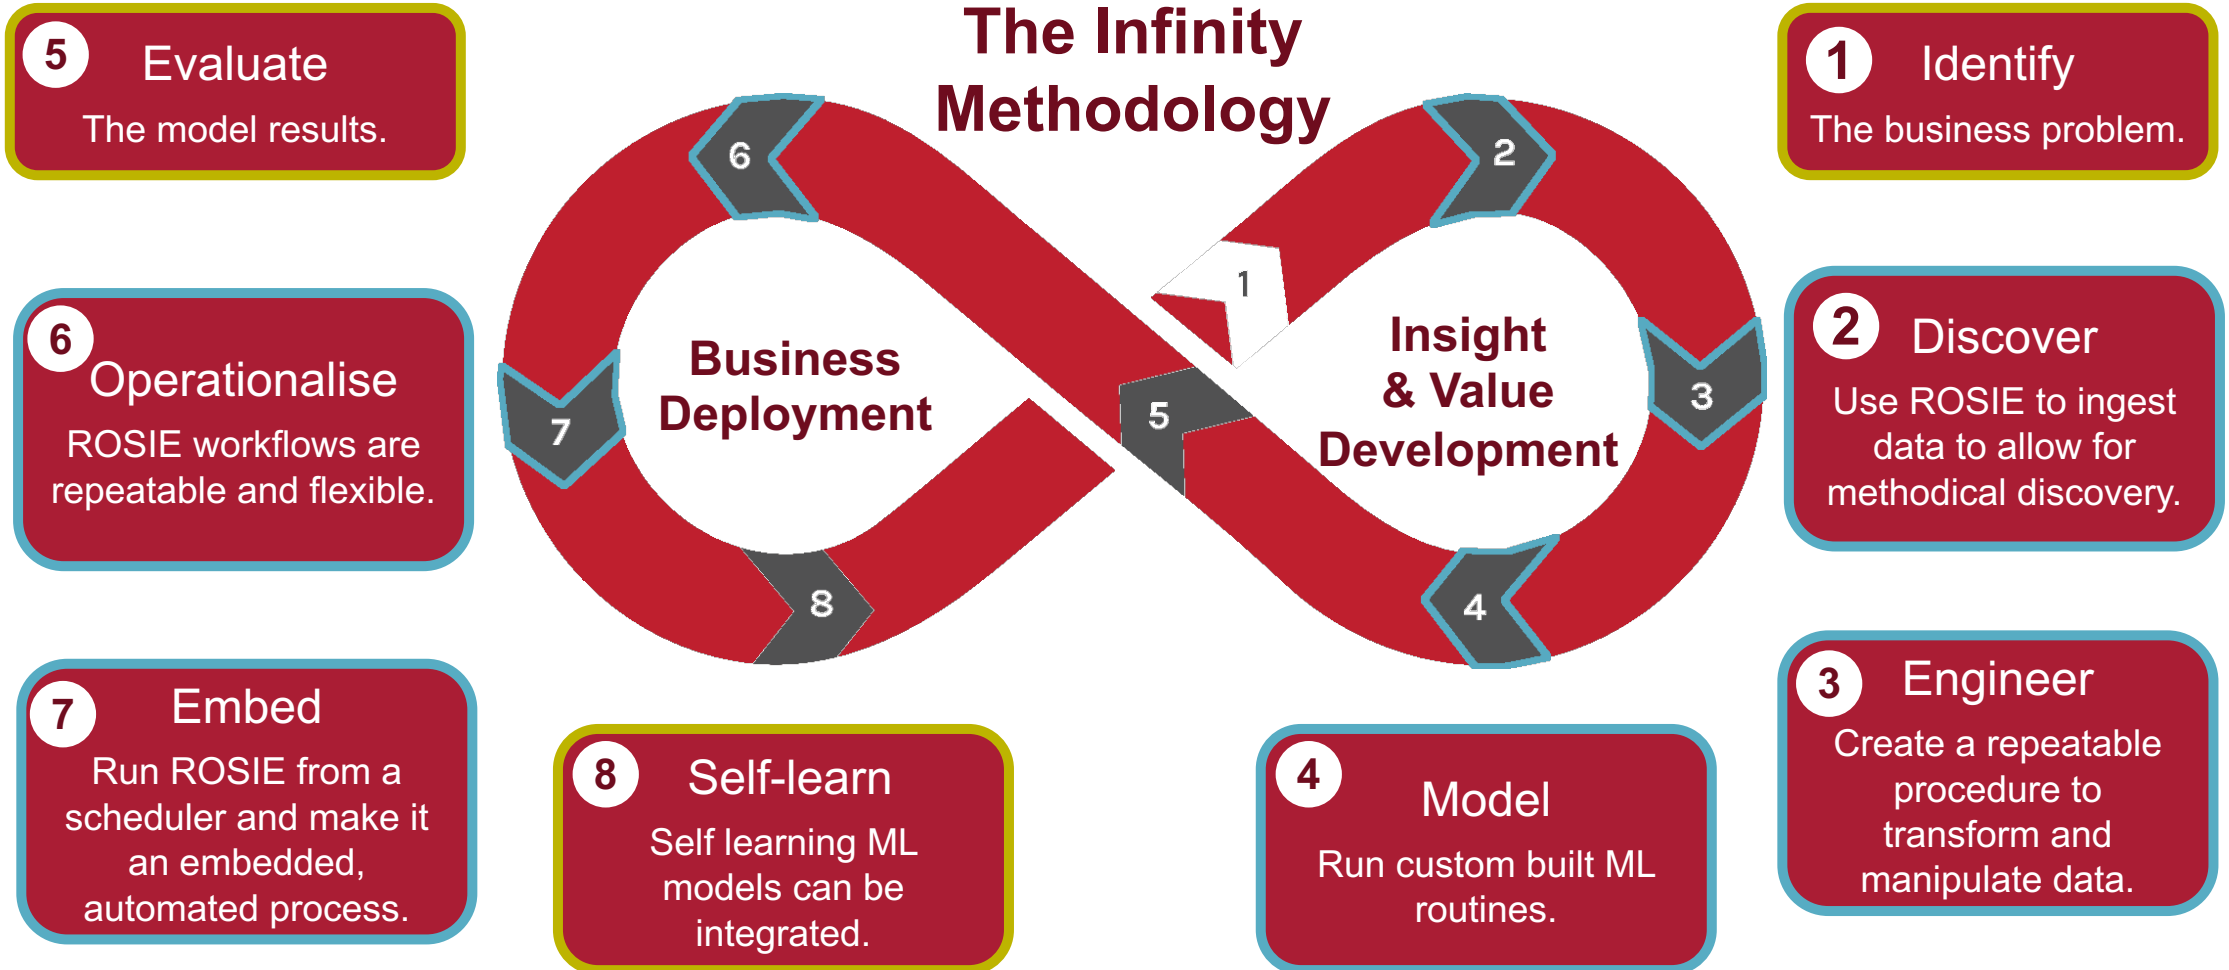 The Infinity
Methodology
5
Evaluate
The model results.
1
Identify
The business problem.
6
2
1
6
Operationalise
ROSIE workflows are
repeatable and flexible.
Business
Deployment
Insight
& Value
Development
2
Discover
Use ROSIE to ingest
data to allow for
methodical discovery.
7
5
3
8
4
7
Embed
Run ROSIE from a
scheduler and make it
an embedded,
automated process.
8
Self-learn
Self learning ML
models can be
integrated.
4
Model
Run custom built ML
routines.
3
Engineer
Create a repeatable
procedure to
transform and
manipulate data.